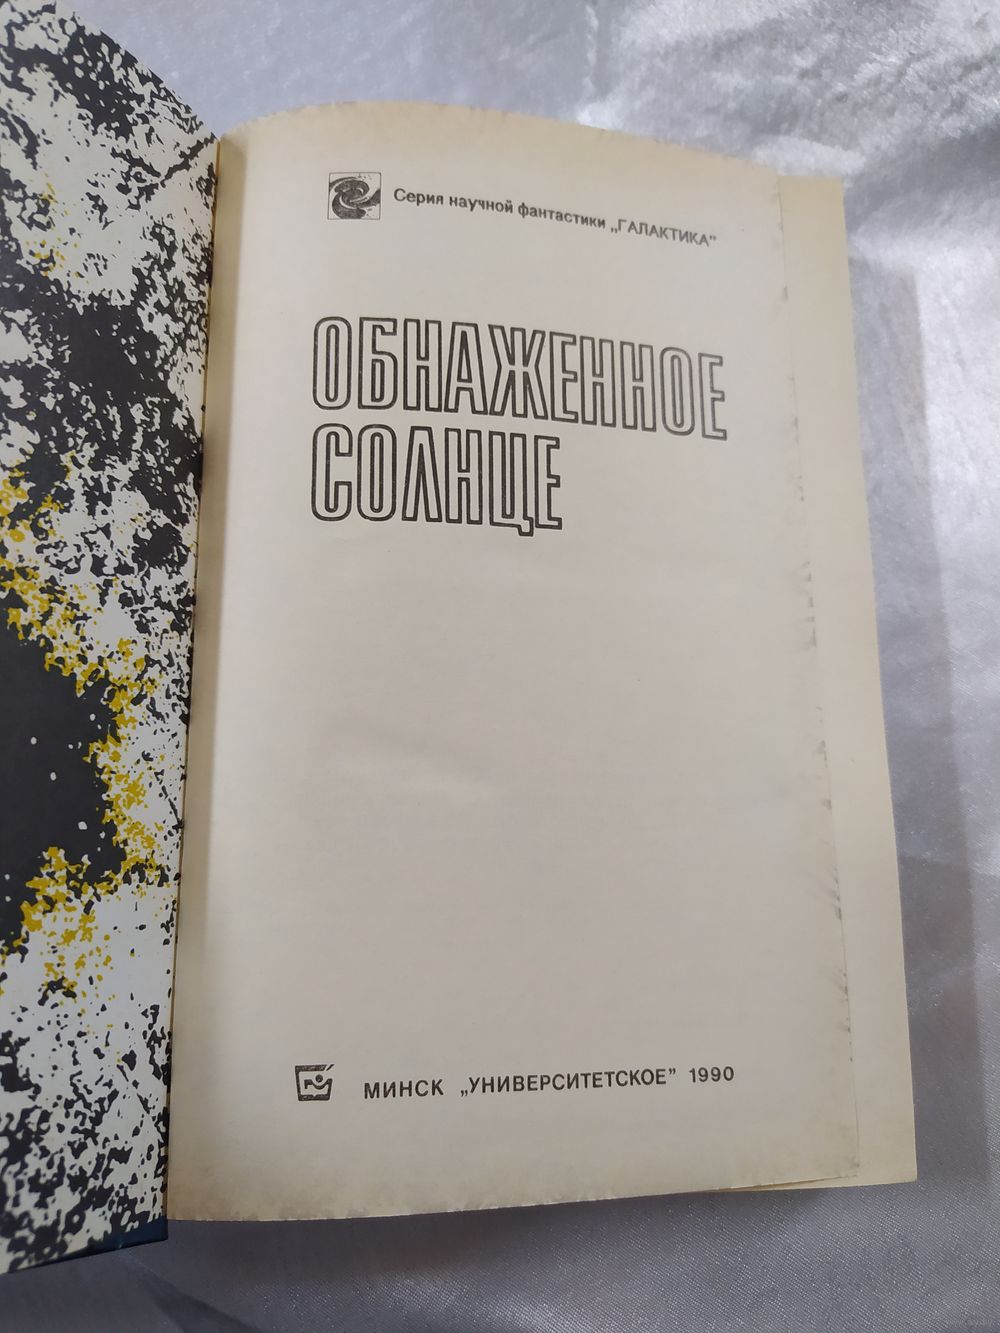 Серия научной фантастики „ГАЛАКТИКА”
ОБНАЖЕННОЕ
СОЛНЦЕ
МИНСК „УНИВЕРСИТЕТСКОЕ” 1990